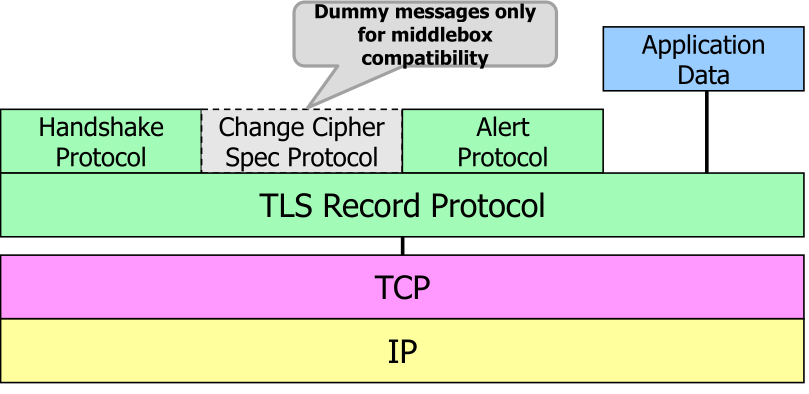 Dummy messages only
for middlebox
compatibility
Application
Data
Handshake
Protocol
Change Cipher
Spec Protocol
Alert
Protocol
TLS Record Protocol
TCP
IP